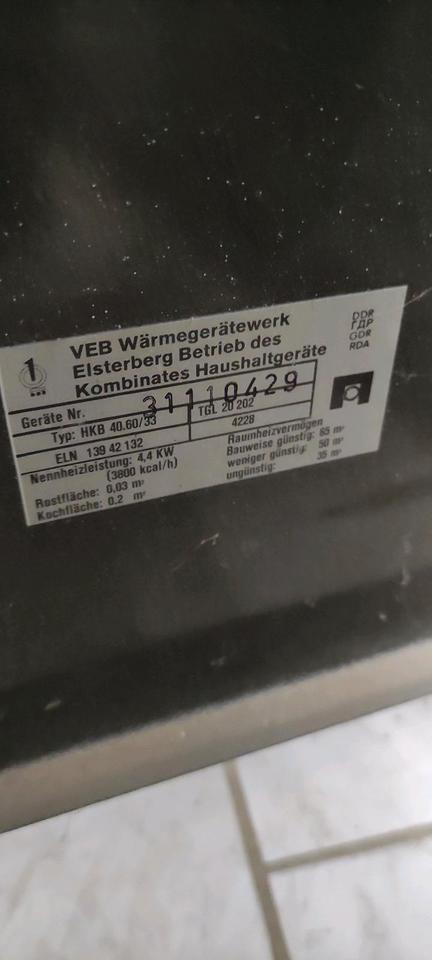 1
VEB Wärmegerätewerk
Elsterberg Betrieb des
Kombinates Haushaltgeräte
DDR
ГДР
GDR
RDA
Geräte Nr. 31110429
Typ: HKB 40.60/33 TGL 20 202
ELN 139 42 132 4228
Nennheizleistung: 4,4 KW
(3800 kcal/h)
Rostfläche: 0,03 m²
Kochfläche: 0,2 m²
Raumheizvermögen
Bauweise günstig: 65 m³
weniger günstig: 50 m³
ungünstig: 35 m³